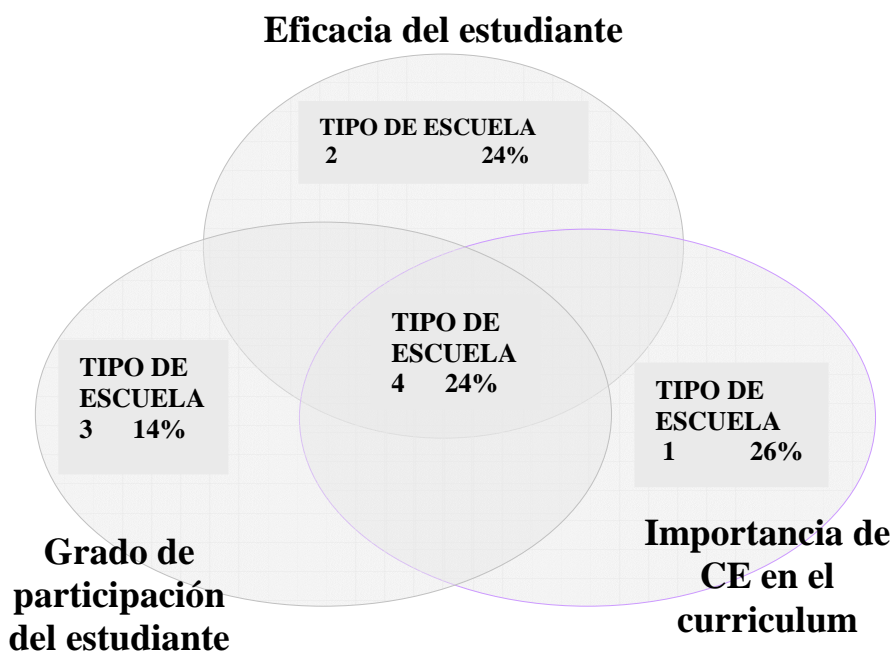 Eficacia del estudiante
TIPO DE ESCUELA
2 24%
TIPO DE
ESCUELA
4 24%
TIPO DE
ESCUELA
3 14%
TIPO DE
ESCUELA
1 26%
Grado de
participación
del estudiante
Importancia de
CE en el
curriculum